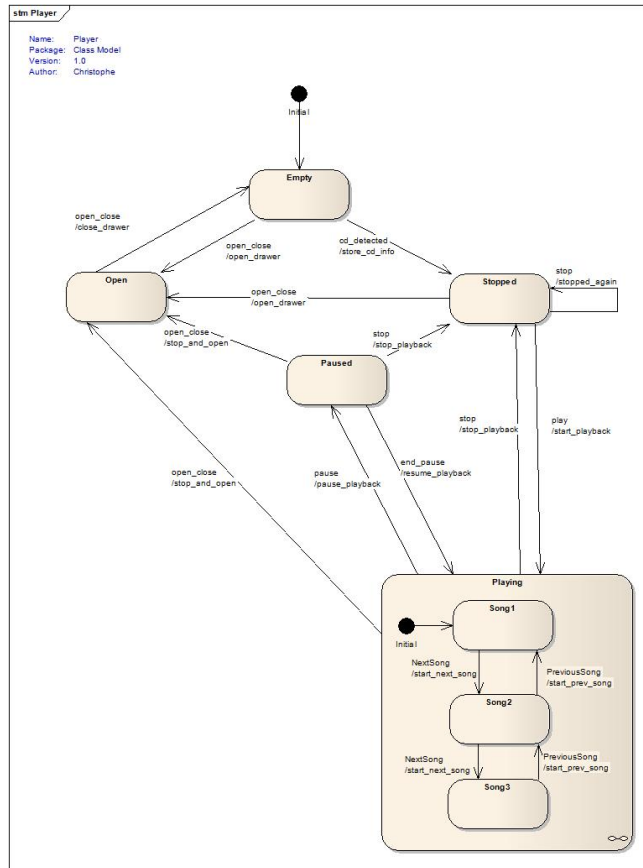 stm Player
Name: Player
Package: Class Model
Version: 1.0
Author: Christophe
Initial
Empty
open_close
/close_drawer
open_close
/open_drawer
cd_detected
/store_cd_info
Open
Stopped
stop
/stopped_again
open_close
/open_drawer
open_close
/stop_and_open
stop
/stop_playback
Paused
stop
/stop_playback
play
/start_playback
open_close
/stop_and_open
pause
/pause_playback
end_pause
/resume_playback
Playing
Song1
Initial
NextSong
/start_next_song
PreviousSong
/start_prev_song
Song2
NextSong
/start_next_song
PreviousSong
/start_prev_song
Song3